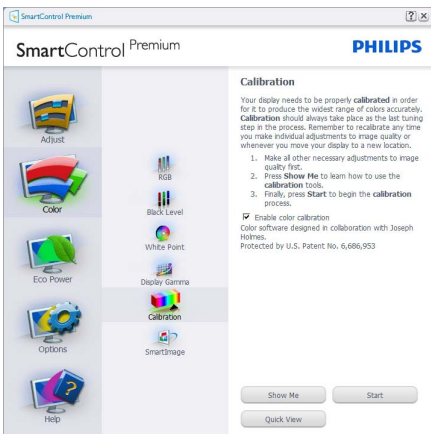 SmartControl Premium
SmartControl Premium
PHILIPS
Adjust
Color
Eco Power
Options
Help
RGB
Black Level
White Point
Display Gamma
Calibration
SmartImage
Calibration
Your display needs to be properly calibrated in order
for it to produce the widest range of colors accurately.
Calibration should always take place as the last tuning
step in the process. Remember to recalibrate any time
you make individual adjustments to image quality or
whenever you move your display to a new location.
1. Make all other necessary adjustments to image
quality first.
2. Press Show Me to learn how to use the
calibration tools.
3. Finally, press Start to begin the calibration
process.
Enable color calibration
Color software designed in collaboration with Joseph
Holmes.
Protected by U.S. Patent No. 6,686,953
Show Me
Start
Quick View